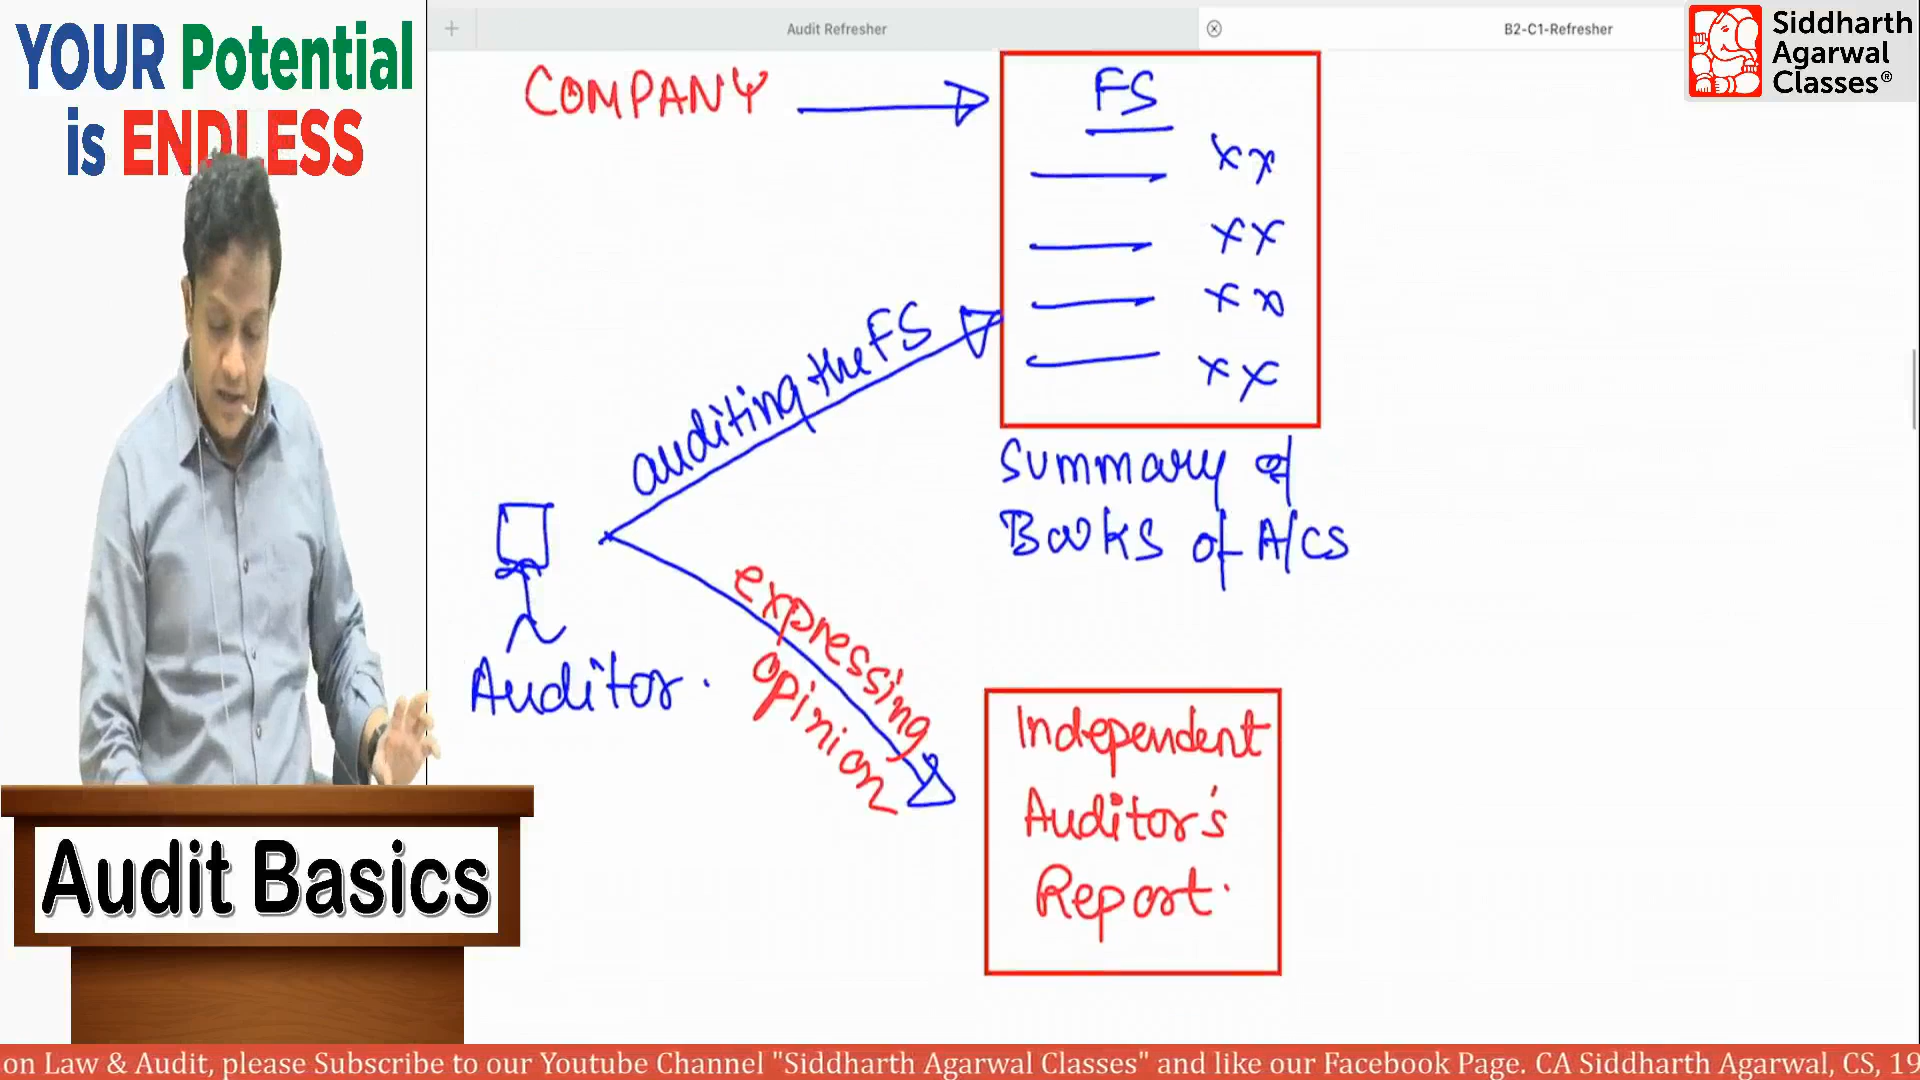 YOUR Potential
is ENDLESS
Audit Refresher
B2-C1-Refresher
Siddharth
Agarwal
Classes®
COMPANY
FS
xx
xx
xx
xx
auditing the FS
Summary of
Books of A/CS
Auditor.
expressing
opinion
Independent
Auditor's
Report.
Audit Basics
on Law & Audit, please Subscribe to our Youtube Channel "Siddharth Agarwal Classes" and like our Facebook Page. CA Siddharth Agarwal, CS, 19